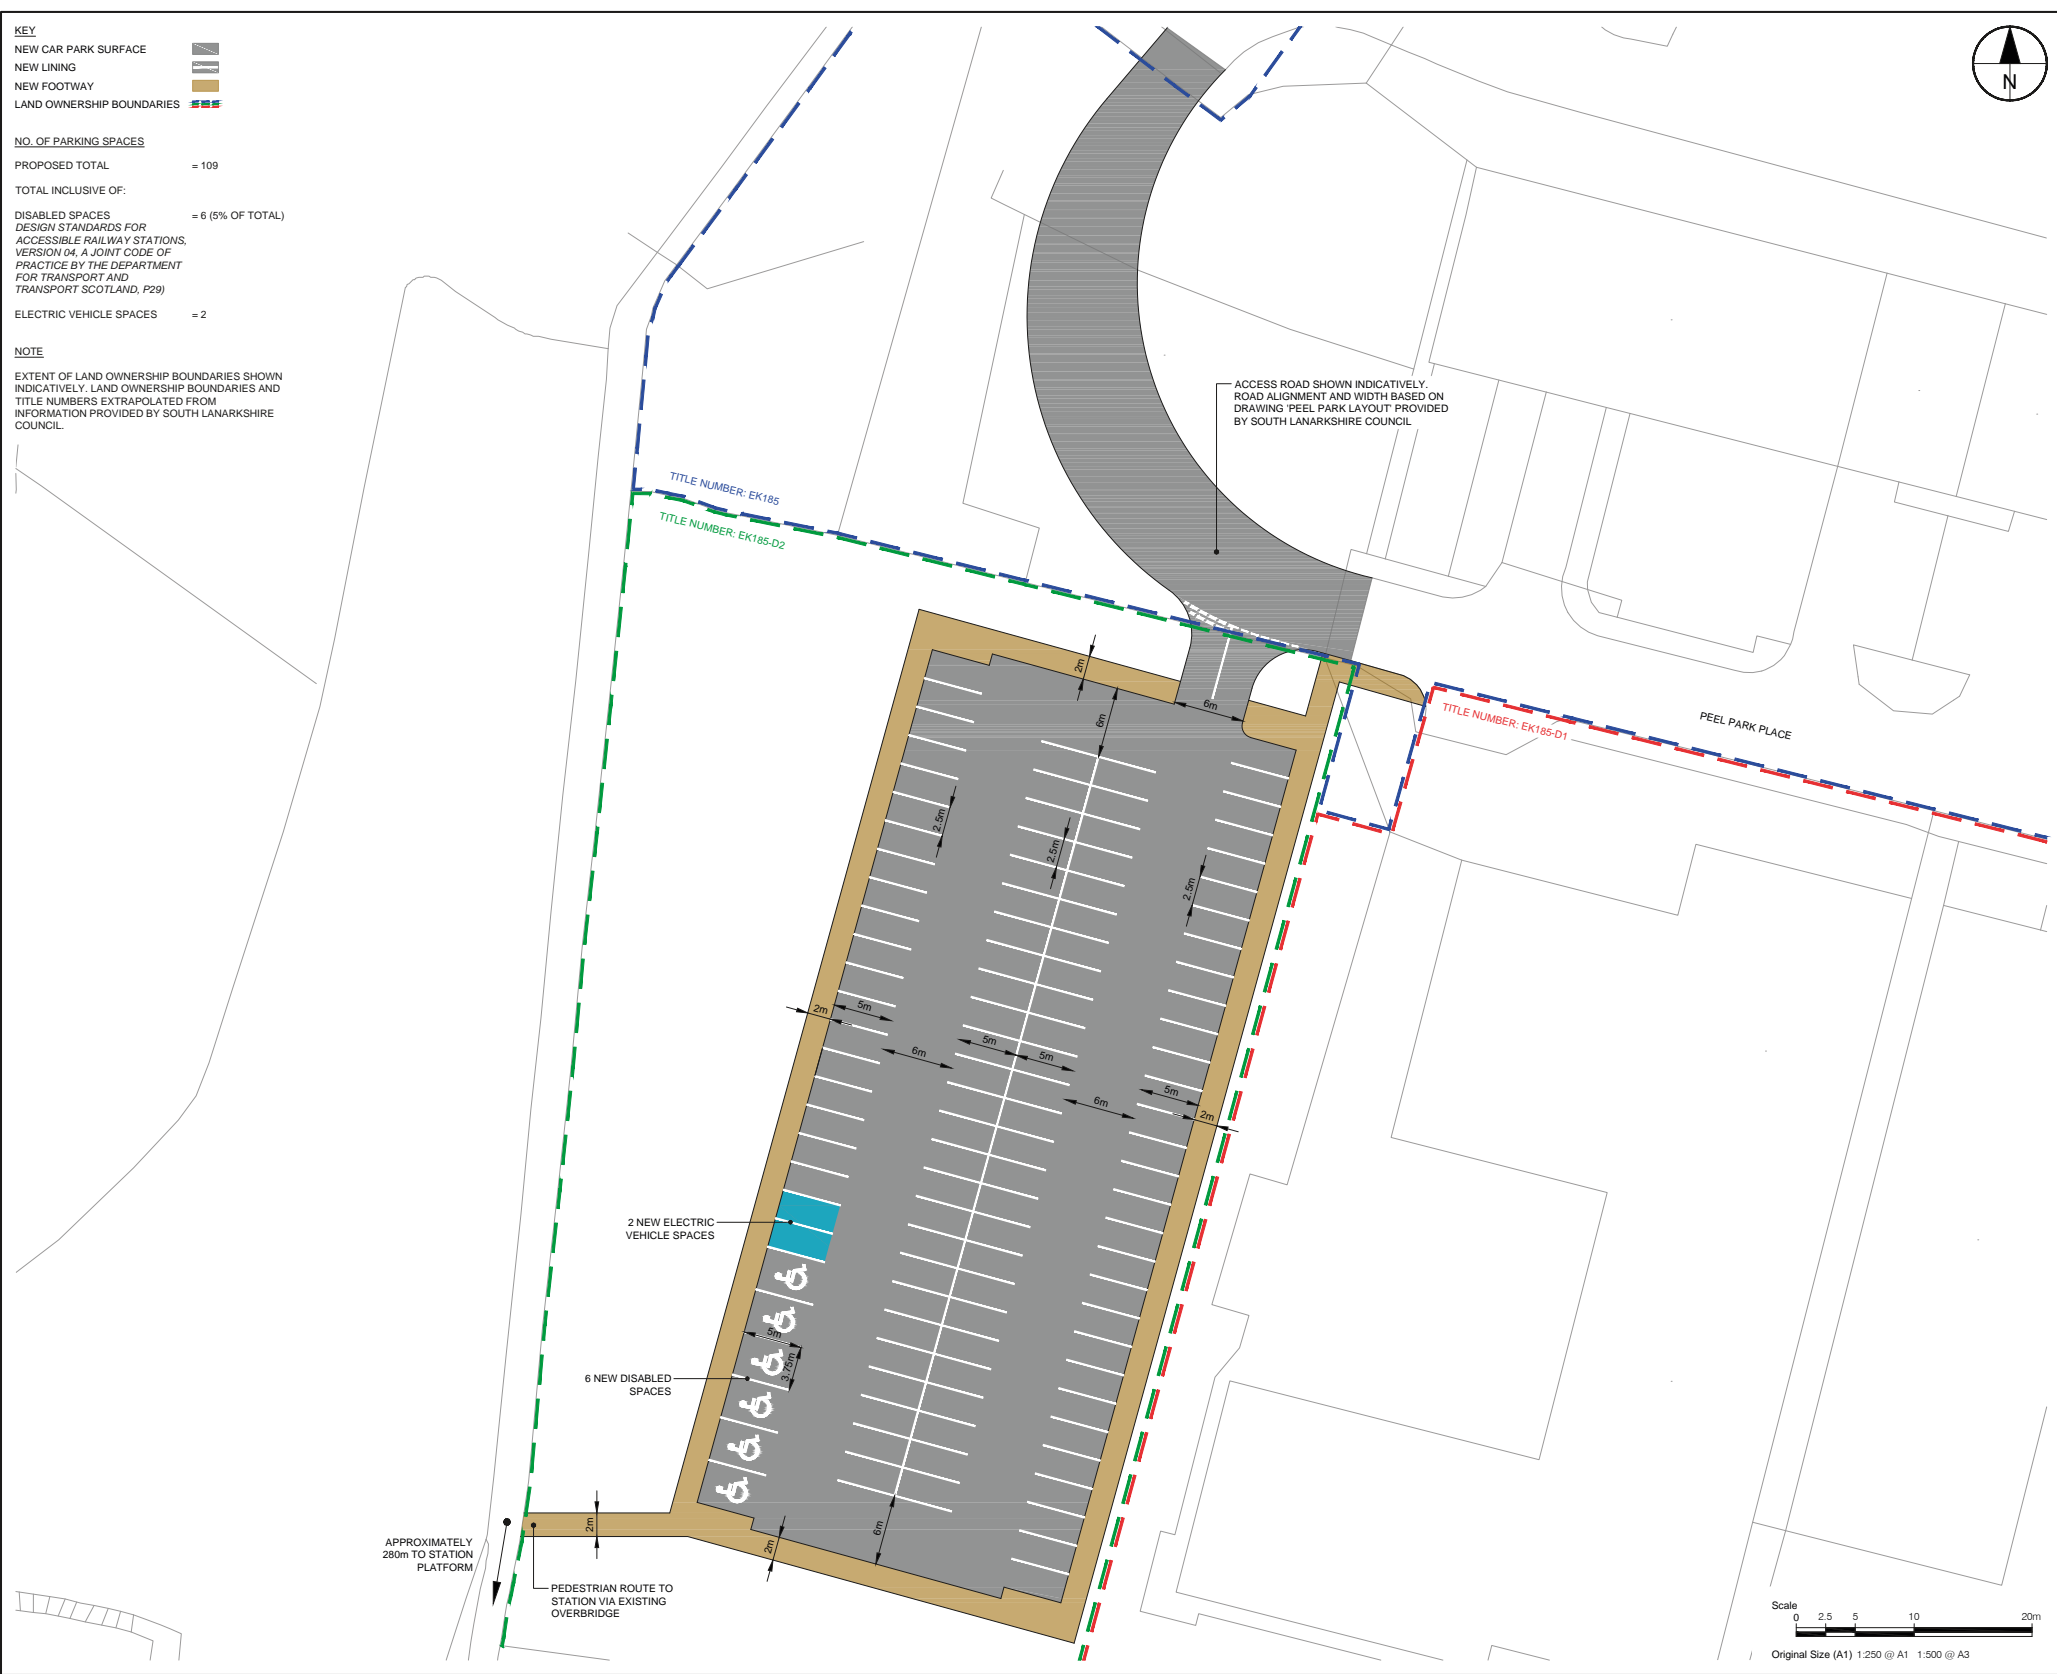 KEY
NEW CAR PARK SURFACE
NEW LINING
NEW FOOTWAY
LAND OWNERSHIP BOUNDARIES
NO. OF PARKING SPACES
PROPOSED TOTAL = 109
TOTAL INCLUSIVE OF:
DISABLED SPACES = 6 (5% OF TOTAL)
DESIGN STANDARDS FOR
ACCESSIBLE RAILWAY STATIONS,
VERSION 04, A JOINT CODE OF
PRACTICE BY THE DEPARTMENT
FOR TRANSPORT AND
TRANSPORT SCOTLAND, P29)
ELECTRIC VEHICLE SPACES = 2
NOTE
EXTENT OF LAND OWNERSHIP BOUNDARIES SHOWN
INDICATIVELY. LAND OWNERSHIP BOUNDARIES AND
TITLE NUMBERS EXTRAPOLATED FROM
INFORMATION PROVIDED BY SOUTH LANARKSHIRE
COUNCIL.
N
ACCESS ROAD SHOWN INDICATIVELY.
ROAD ALIGNMENT AND WIDTH BASED ON
DRAWING 'PEEL PARK LAYOUT' PROVIDED
BY SOUTH LANARKSHIRE COUNCIL
TITLE NUMBER: EK185
TITLE NUMBER: EK185-D2
TITLE NUMBER: EK185-D1
PEEL PARK PLACE
2m
6m
6m
2.5m
2.5m
2.5m
2m
5m
6m
5m
5m
6m
5m
2m
2 NEW ELECTRIC
VEHICLE SPACES
5m
3.75m
6 NEW DISABLED
SPACES
2m
6m
2m
APPROXIMATELY
280m TO STATION
PLATFORM
PEDESTRIAN ROUTE TO
STATION VIA EXISTING
OVERBRIDGE
Scale
0 2.5 5 10 20m
Original Size (A1) 1:250 @ A1 1:500 @ A3